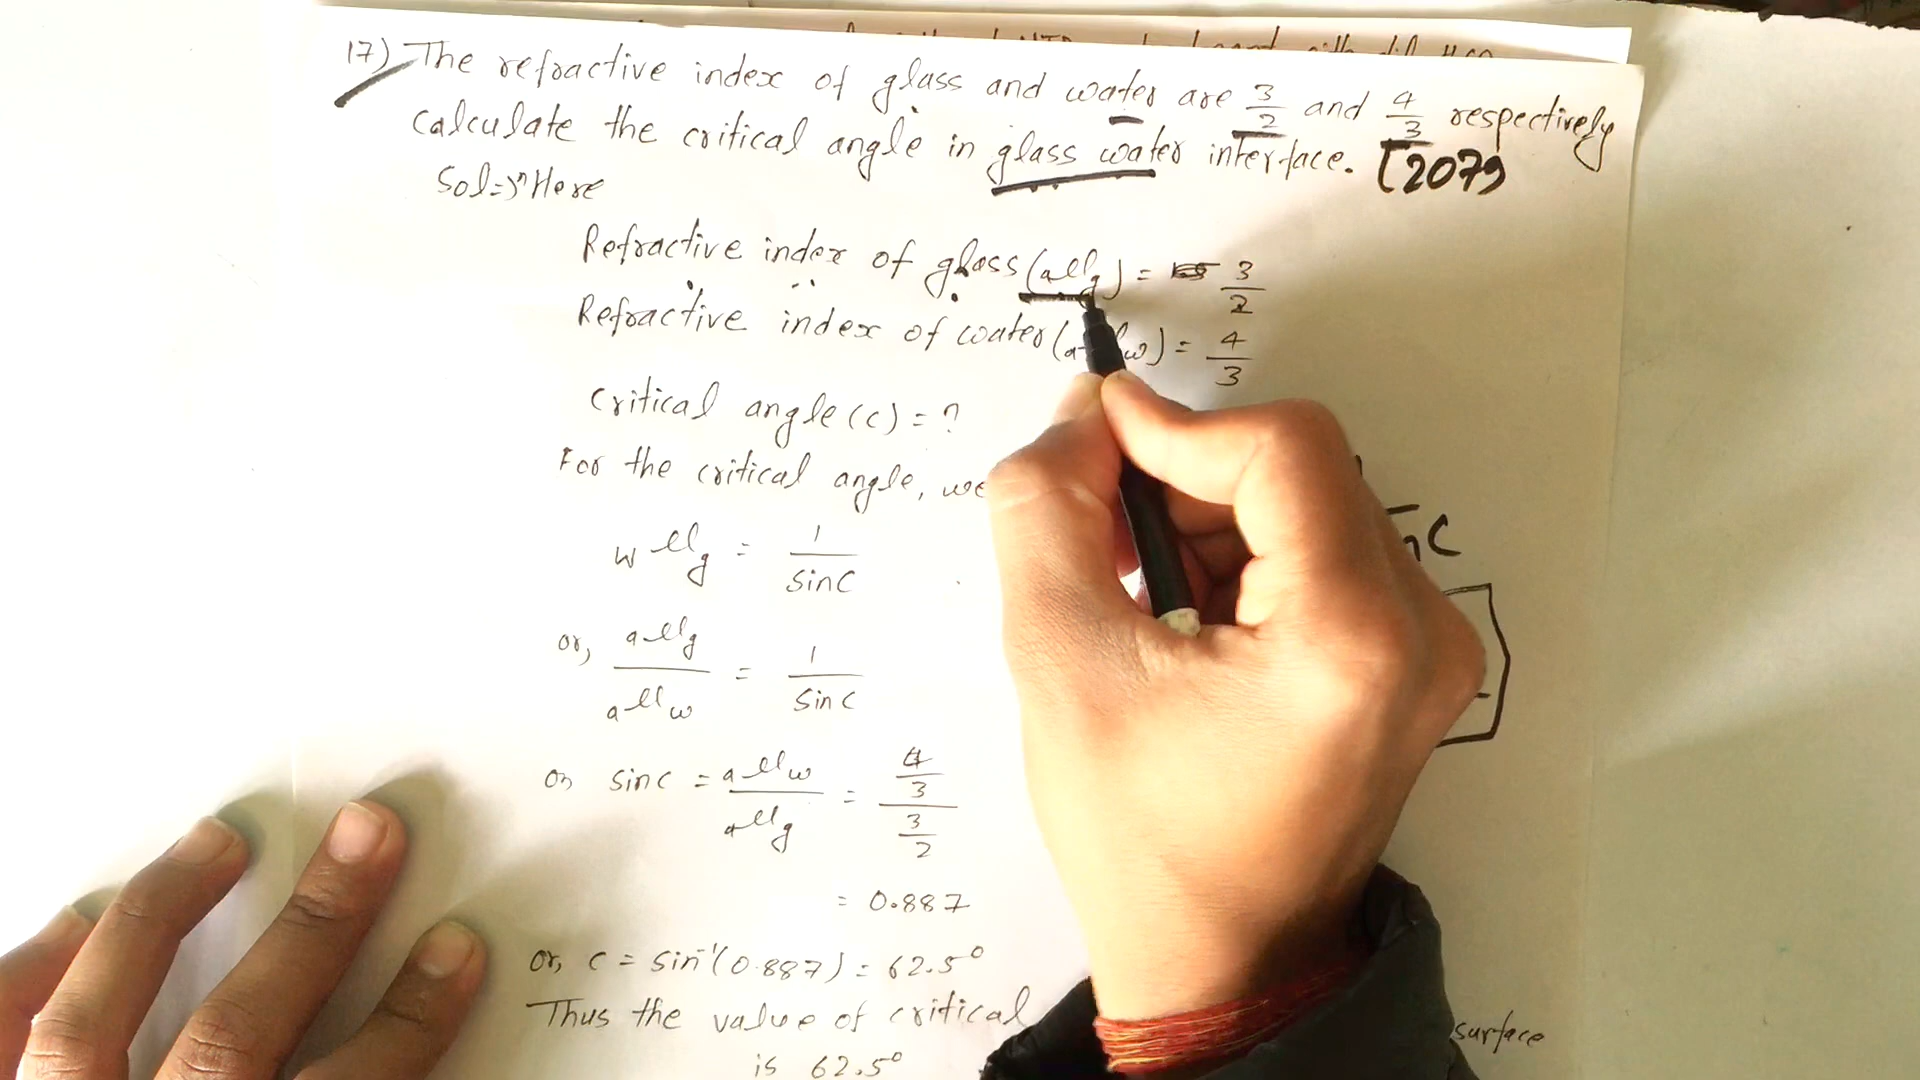 17) The refractive index of glass and water are 3/2 and 4/3 respectively
calculate the critical angle in glass water interface. [2079
Sol=>ⁿ Here
Refractive index of glass (aμg) = 3/2
Refractive index of water (a w) = 4/3
Critical angle (c) = ?
For the critical angle, we
wμg = 1/sinC
or, aμg/aμw = 1/sinc
or sinc = aμw/aμg = (4/3)/(3/2)
= 0.887
or, c = sin⁻¹(0.887) = 62.5°
Thus the value of critical
is 62.5°
c
surface